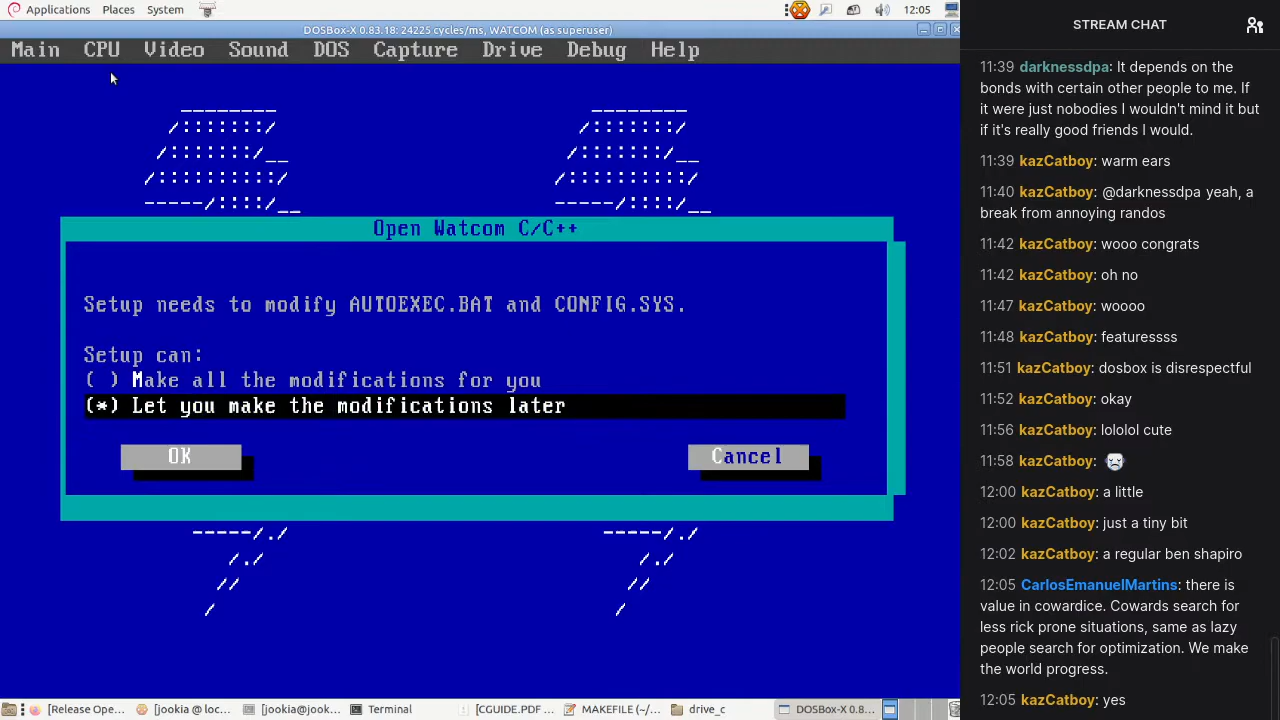 Applications Places System 12:05
DOSBox-X 0.83.18: 24225 cycles/ms, WATCOM (as superuser)
Main CPU Video Sound DOS Capture Drive Debug Help
Open Watcom C/C++
Setup needs to modify AUTOEXEC.BAT and CONFIG.SYS.
Setup can:
( ) Make all the modifications for you
(*) Let you make the modifications later
OK Cancel
[Release Ope... [jookia @ loc... [jookia@jook... Terminal [CGUIDE.PDF ... MAKEFILE (~/... drive_c DOSBox-X 0.8...
STREAM CHAT
11:39 darknessdpa: It depends on the
bonds with certain other people to me. If
it were just nobodies I wouldn't mind it but
if it's really good friends I would.
11:39 kazCatboy: warm ears
11:40 kazCatboy: @darknessdpa yeah, a
break from annoying randos
11:42 kazCatboy: wooo congrats
11:42 kazCatboy: oh no
11:47 kazCatboy: woooo
11:48 kazCatboy: featuressss
11:51 kazCatboy: dosbox is disrespectful
11:52 kazCatboy: okay
11:56 kazCatboy: lololol cute
11:58 kazCatboy:
12:00 kazCatboy: a little
12:00 kazCatboy: just a tiny bit
12:02 kazCatboy: a regular ben shapiro
12:05 CarlosEmanuelMartins: there is
value in cowardice. Cowards search for
less rick prone situations, same as lazy
people search for optimization. We make
the world progress.
12:05 kazCatboy: yes